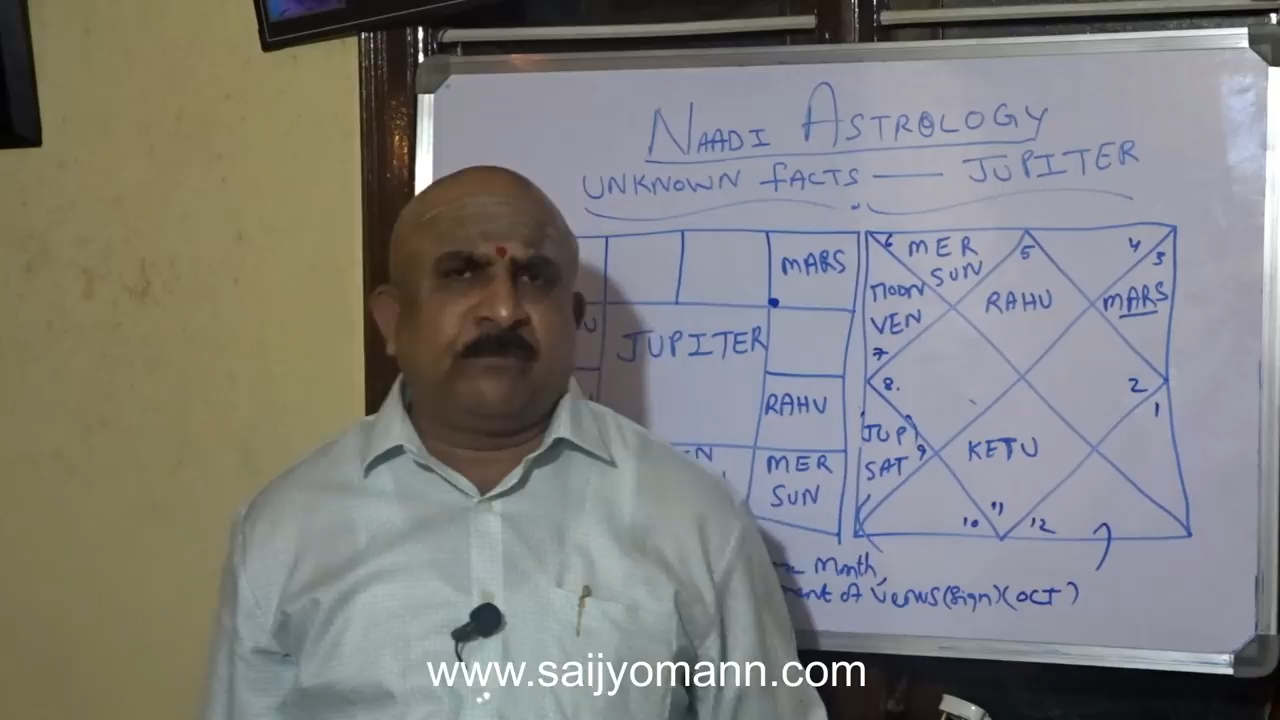 NAADI ASTROLOGY
UNKNOWN FACTS — JUPITER
MARS
JUPITER
RAHU
MER
SUN
6
MER
SUN
5
4
3
MOON
VEN
RAHU
MARS
7
8.
2
1
JUP
SAT
9
KETU
10
11
12
Month,
of Venus (Sign) (OCT)
www.saijyomann.com